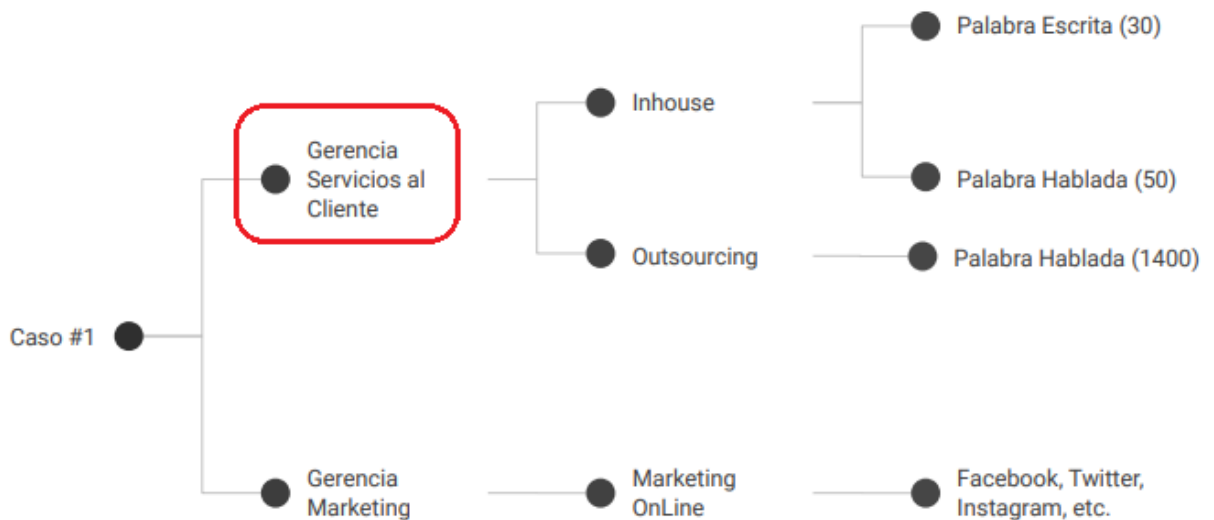 Palabra Escrita (30)
Inhouse
Gerencia
Servicios al
Cliente
Palabra Hablada (50)
Outsourcing
Palabra Hablada (1400)
Caso #1
Gerencia
Marketing
Marketing
OnLine
Facebook, Twitter,
Instagram, etc.